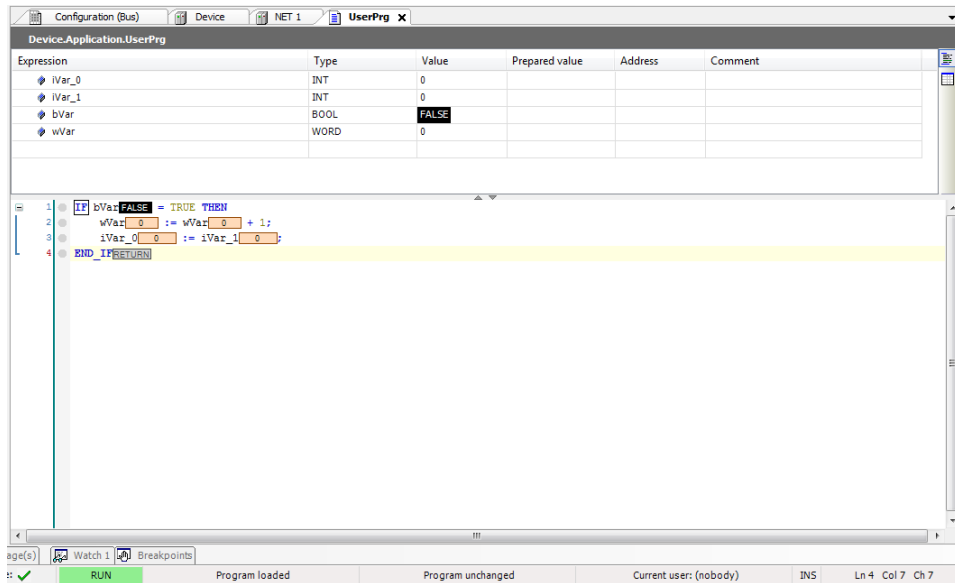 Configuration (Bus) Device NET 1 UserPrg X
Device.Application.UserPrg
Expression Type Value Prepared value Address Comment
iVar_0 INT 0
iVar_1 INT 0
bVar BOOL FALSE
wVar WORD 0
1 IF bVar FALSE = TRUE THEN
2 wVar 0 := wVar 0 + 1;
3 iVar_0 0 := iVar_1 0 ;
4 END_IF RETURN
age(s) Watch 1 Breakpoints
RUN Program loaded Program unchanged Current user: (nobody) INS Ln 4 Col 7 Ch 7